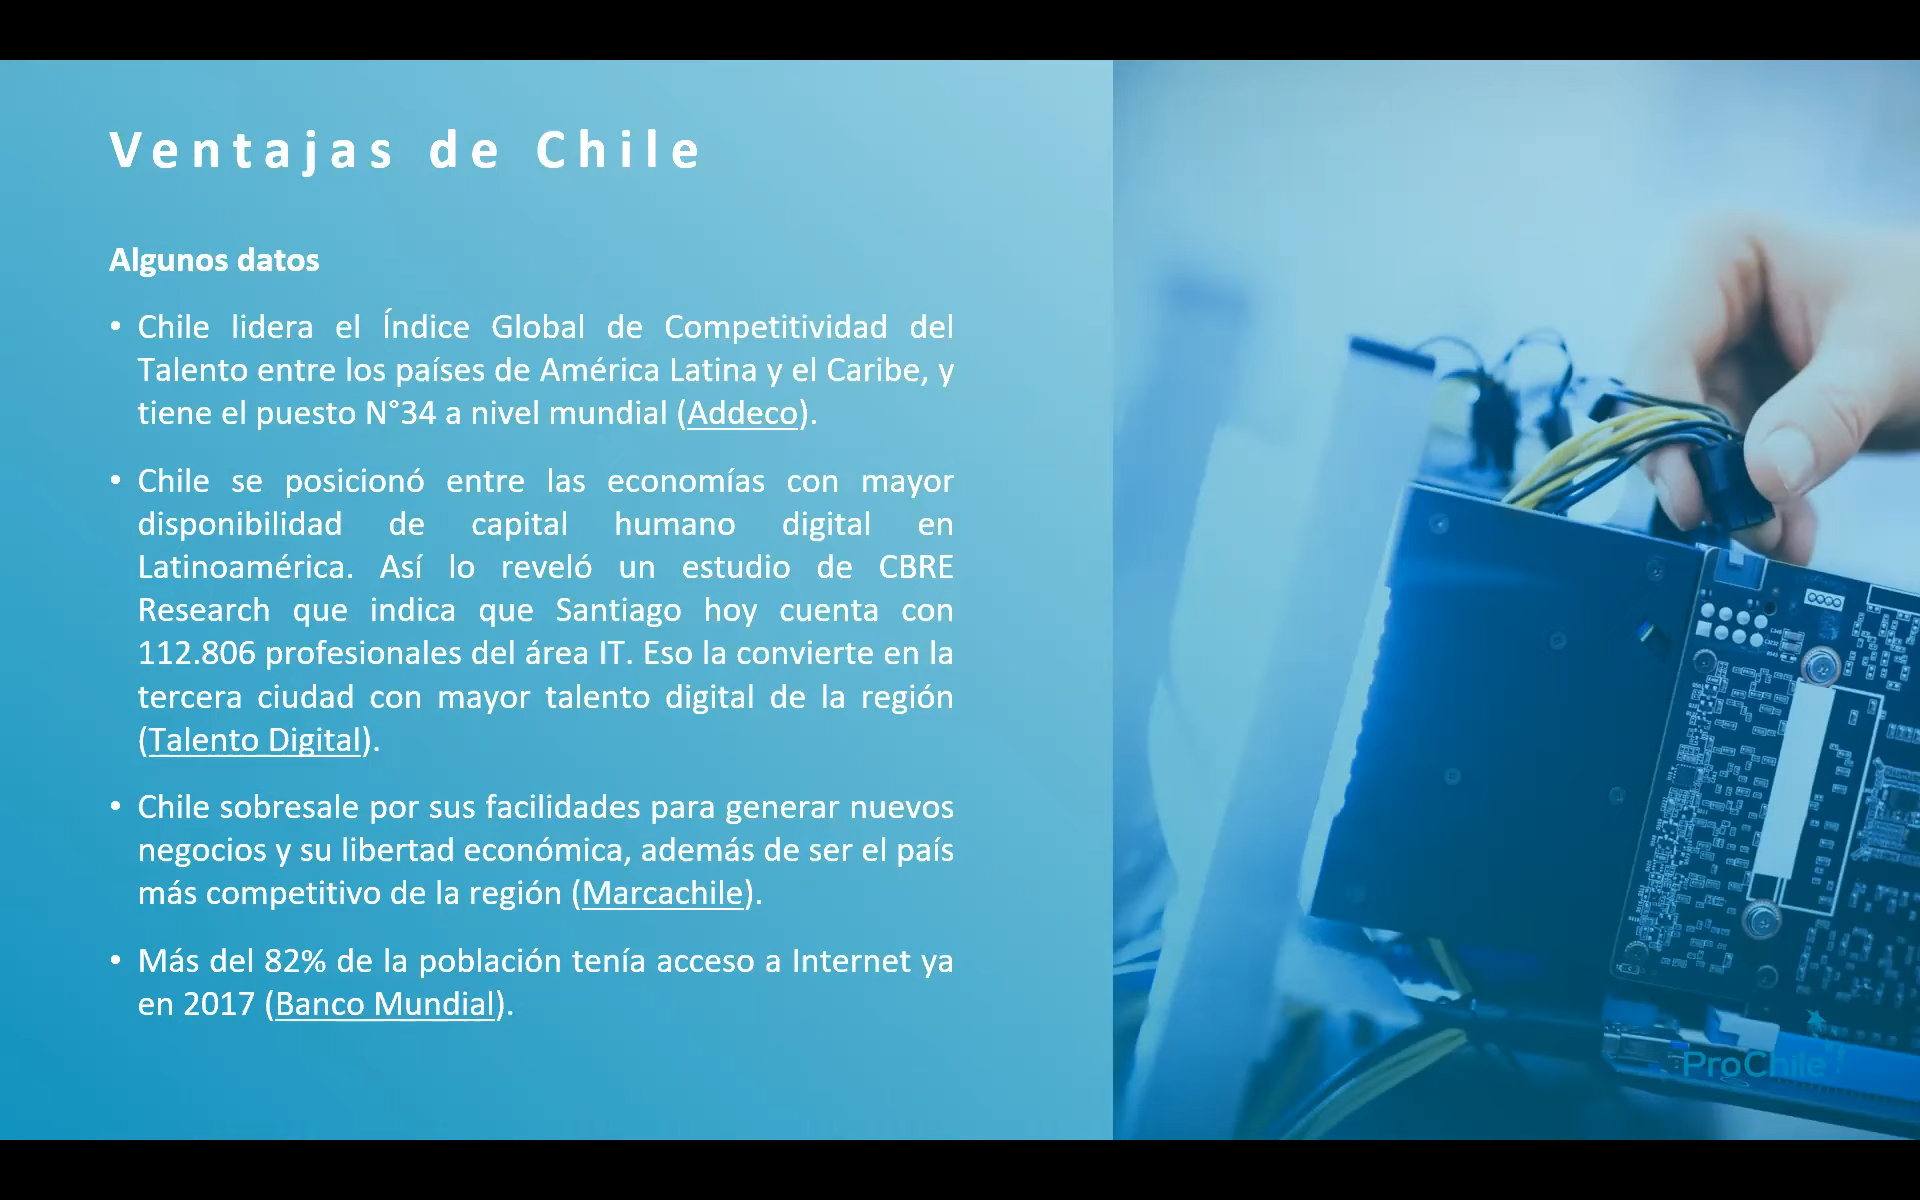 Ventajas de Chile
Algunos datos
• Chile lidera el Índice Global de Competitividad del
Talento entre los países de América Latina y el Caribe, y
tiene el puesto N°34 a nivel mundial (Addeco).
• Chile se posicionó entre las economías con mayor
disponibilidad de capital humano digital en
Latinoamérica. Así lo reveló un estudio de CBRE
Research que indica que Santiago hoy cuenta con
112.806 profesionales del área IT. Eso la convierte en la
tercera ciudad con mayor talento digital de la región
(Talento Digital).
• Chile sobresale por sus facilidades para generar nuevos
negocios y su libertad económica, además de ser el país
más competitivo de la región (Marcachile).
• Más del 82% de la población tenía acceso a Internet ya
en 2017 (Banco Mundial).
ProChile